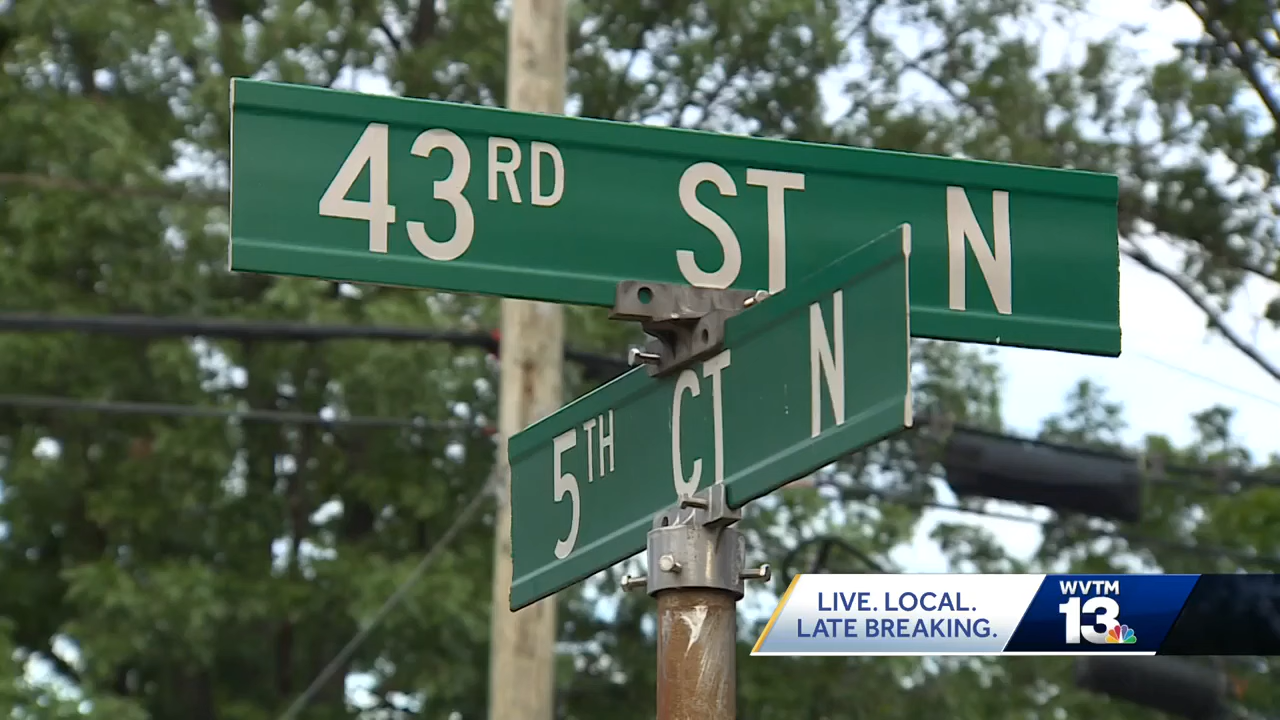 43RD ST N
5TH CT N
LIVE. LOCAL.
LATE BREAKING.
WVTM
13